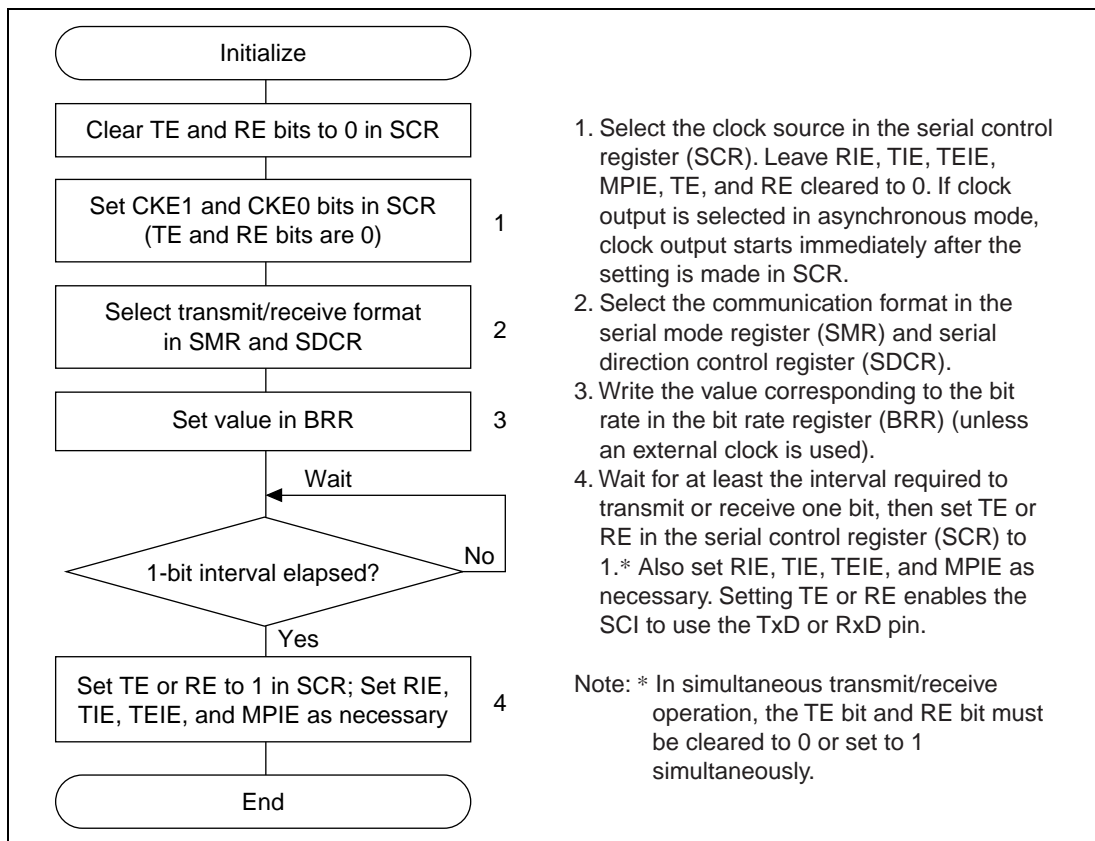 Initialize
Clear TE and RE bits to 0 in SCR
Set CKE1 and CKE0 bits in SCR
(TE and RE bits are 0)
1
Select transmit/receive format
in SMR and SDCR
2
Set value in BRR
3
Wait
1-bit interval elapsed?
No
Yes
Set TE or RE to 1 in SCR; Set RIE,
TIE, TEIE, and MPIE as necessary
4
End
1. Select the clock source in the serial control
register (SCR). Leave RIE, TIE, TEIE,
MPIE, TE, and RE cleared to 0. If clock
output is selected in asynchronous mode,
clock output starts immediately after the
setting is made in SCR.
2. Select the communication format in the
serial mode register (SMR) and serial
direction control register (SDCR).
3. Write the value corresponding to the bit
rate in the bit rate register (BRR) (unless
an external clock is used).
4. Wait for at least the interval required to
transmit or receive one bit, then set TE or
RE in the serial control register (SCR) to
1.* Also set RIE, TIE, TEIE, and MPIE as
necessary. Setting TE or RE enables the
SCI to use the TxD or RxD pin.
Note: * In simultaneous transmit/receive
operation, the TE bit and RE bit must
be cleared to 0 or set to 1
simultaneously.